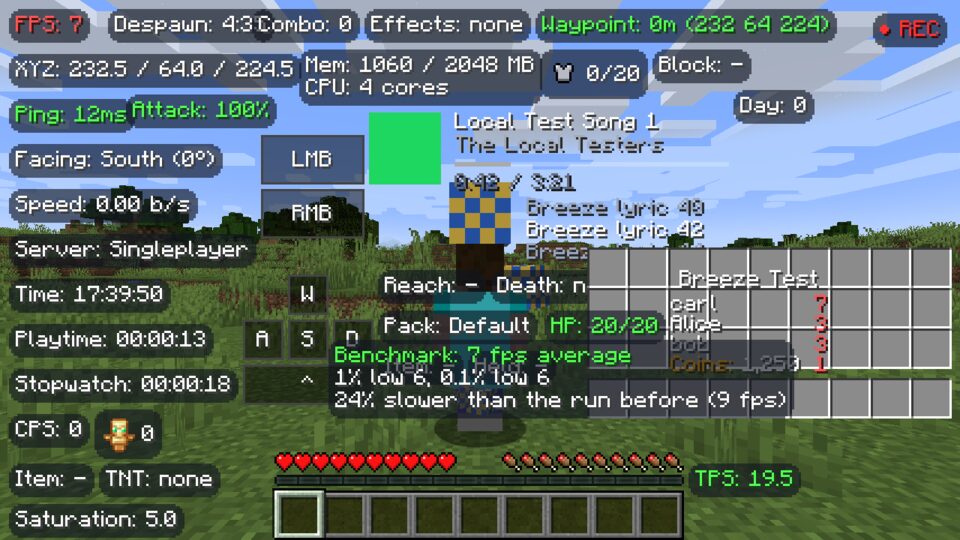 FPS: 7
Despawn: 4:3
Combo: 0
Effects: none
Waypoint: 0m (232 64 224)
REC
XYZ: 232.5 / 64.0 / 224.5
Mem: 1060 / 2048 MB
CPU: 4 cores
0/20
Block: -
Day: 0
Ping: 12ms
Attack: 100%
Local Test Song 1
The Local Testers
0:42 / 3:21
Facing: South (0°)
LMB
RMB
Speed: 0.00 b/s
Breeze lyric 40
Breeze lyric 42
Breeze
Server: Singleplayer
Breeze Test
Reach: -
Death: n
Time: 17:39:50
W
carl 7
Alice 3
bob 3
Coins: 1,250 1
Pack: Default
HP: 20/20
Playtime: 00:00:13
A
S
D
Benchmark: 7 fps average
1% low 6, 0.1% low 6
24% slower than the run before (9 fps)
Stopwatch: 00:00:18
^
CPS: 0
0
Item: -
TNT: none
TPS: 19.5
Saturation: 5.0